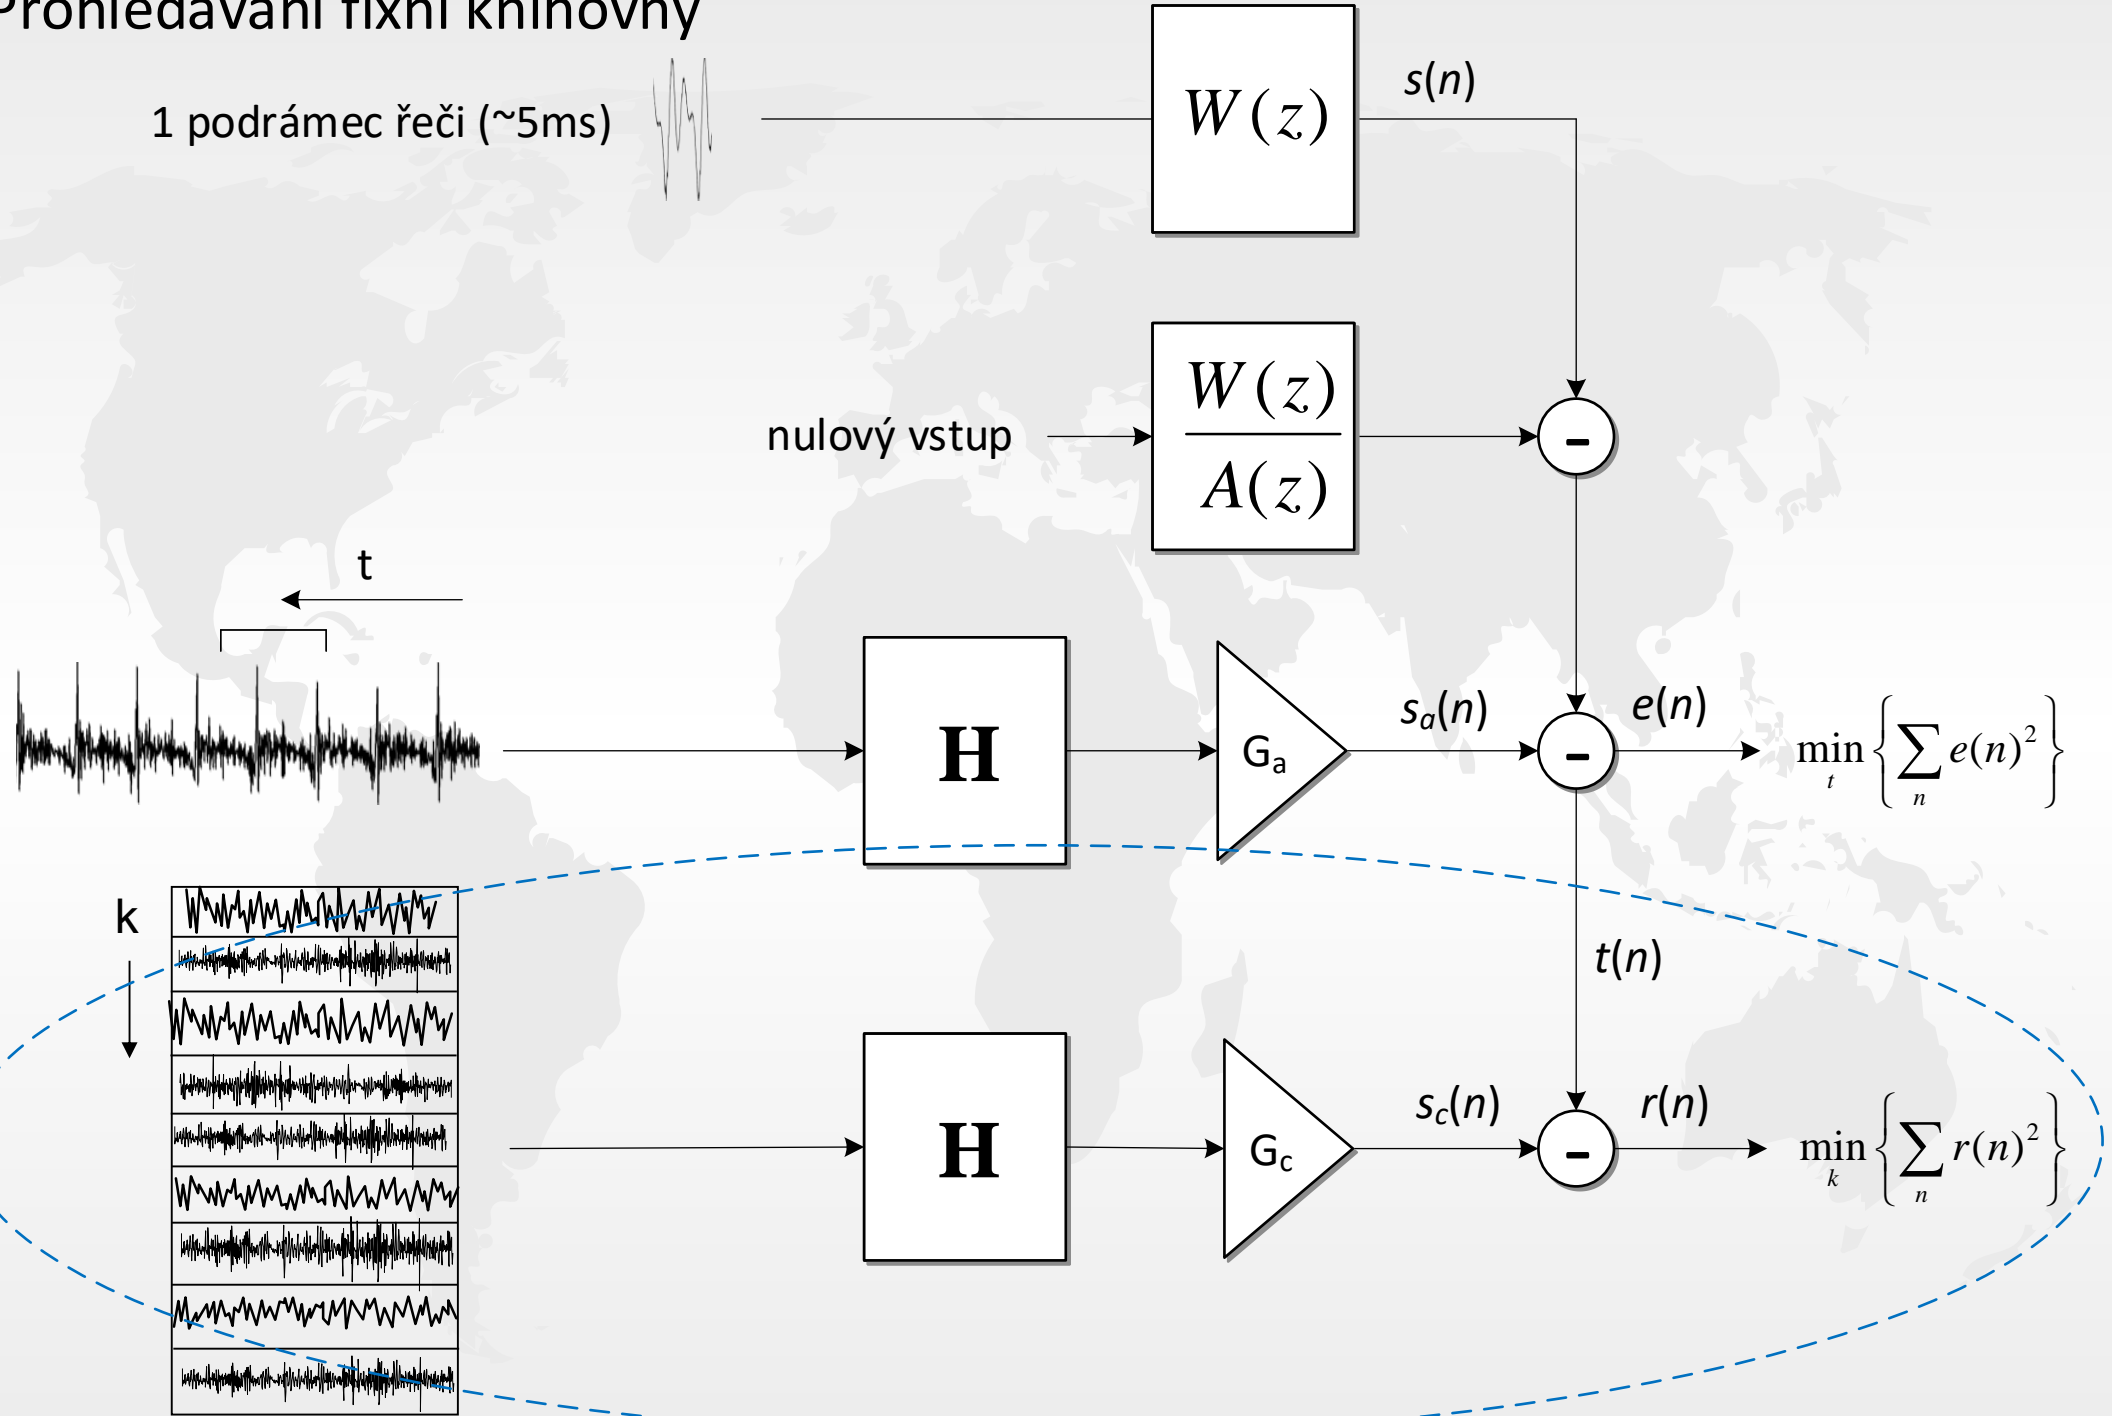 Prohledávání fixní knihovny
1 podrámec řeči (~5ms)
W(z)
s(n)
nulový vstup
W(z)
A(z)
-
t
H
Ga
sa(n)
-
e(n)
min t { ∑ n e(n)² }
k
t(n)
H
Gc
sc(n)
-
r(n)
min k { ∑ n r(n)² }